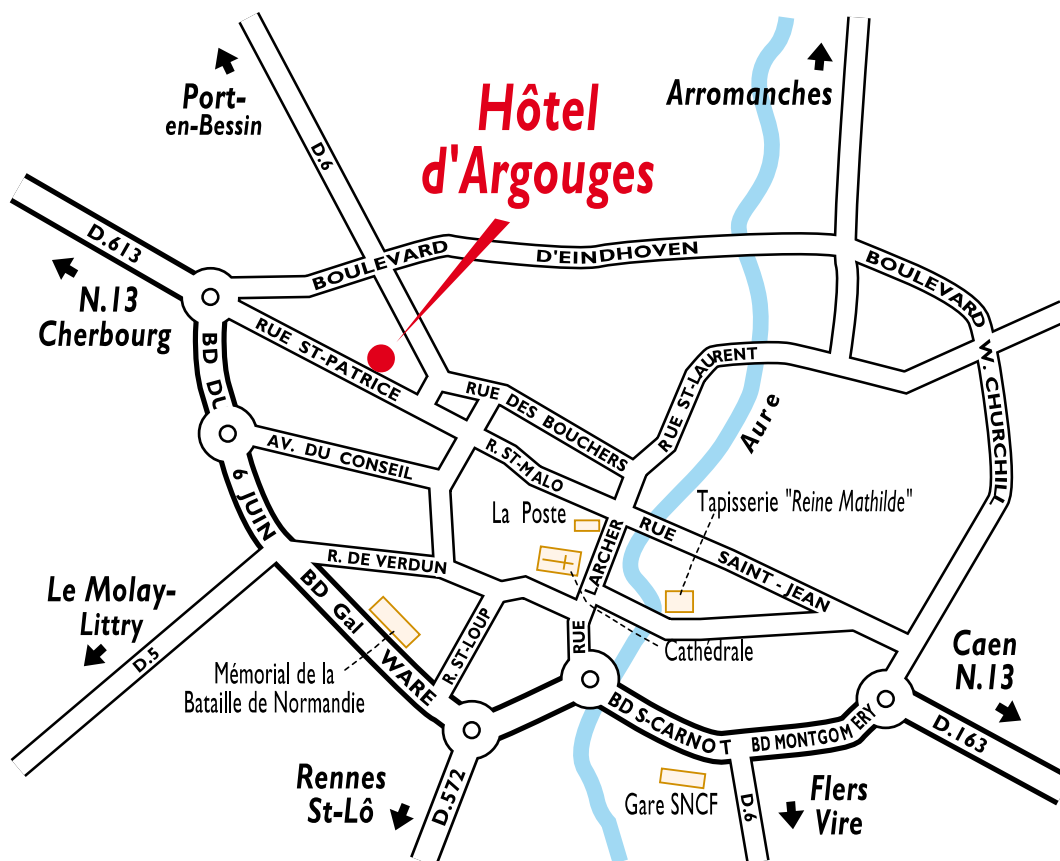 Port-
en-Bessin
D.6
Hôtel
d'Argouges
Arromanches
D.613
N.13
Cherbourg
BOULEVARD D'EINDHOVEN
BOULEVARD W. CHURCHILL
RUE ST-PATRICE
BD DU 6 JUIN
RUE DES BOUCHERS
RUE ST-LAURENT
Aure
AV. DU CONSEIL
R. ST-MALO
La Poste
Tapisserie "Reine Mathilde"
RUE SAINT-JEAN
RUE LARCHER
R. DE VERDUN
Le Molay-
Littry
D.5
BD Gal WARE
R. ST-LOUP
Mémorial de la
Bataille de Normandie
Cathédrale
Caen
N.13
D.163
BD S-CARNOT
BD MONTGOMERY
Rennes
St-Lô
D.572
Gare SNCF
D.6
Flers
Vire